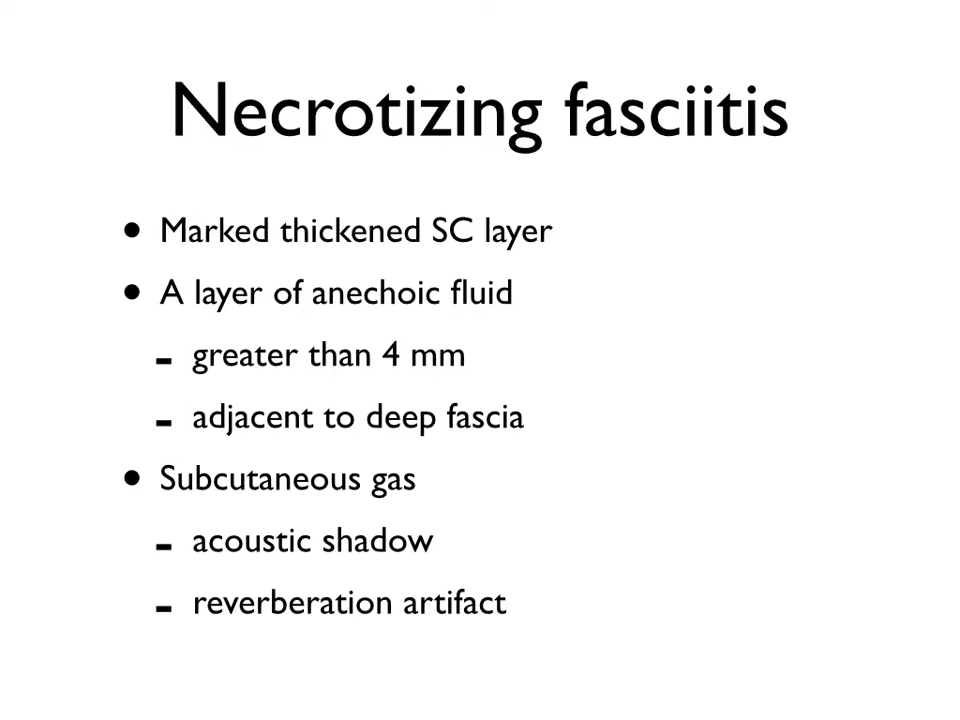 Necrotizing fasciitis
• Marked thickened SC layer
• A layer of anechoic fluid
- greater than 4 mm
- adjacent to deep fascia
• Subcutaneous gas
- acoustic shadow
- reverberation artifact